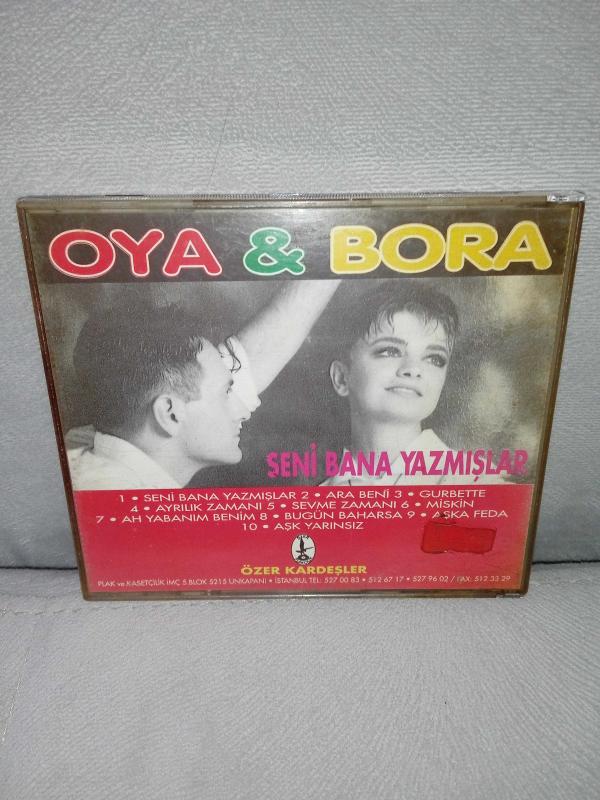 OYA & BORA
SENİ BANA YAZMIŞLAR
1 • SENİ BANA YAZMIŞLAR 2 • ARA BENİ 3 • GURBETTE
4 • AYRILIK ZAMANI 5 • SEVME ZAMANI 6 • MİSKİN
7 • AH YABANIM BENİM 8 • BUGÜN BAHARSA 9 • AŞKA FEDA
10 • AŞK YARINSIZ
ÖZER KARDEŞLER
PLAK ve KASETÇİLİK İMÇ 5.BLOK 5215 UNKAPANI • İSTANBUL TEL: 527 00 83 • 512 67 17 • 527 96 02 / FAX: 512 33 29